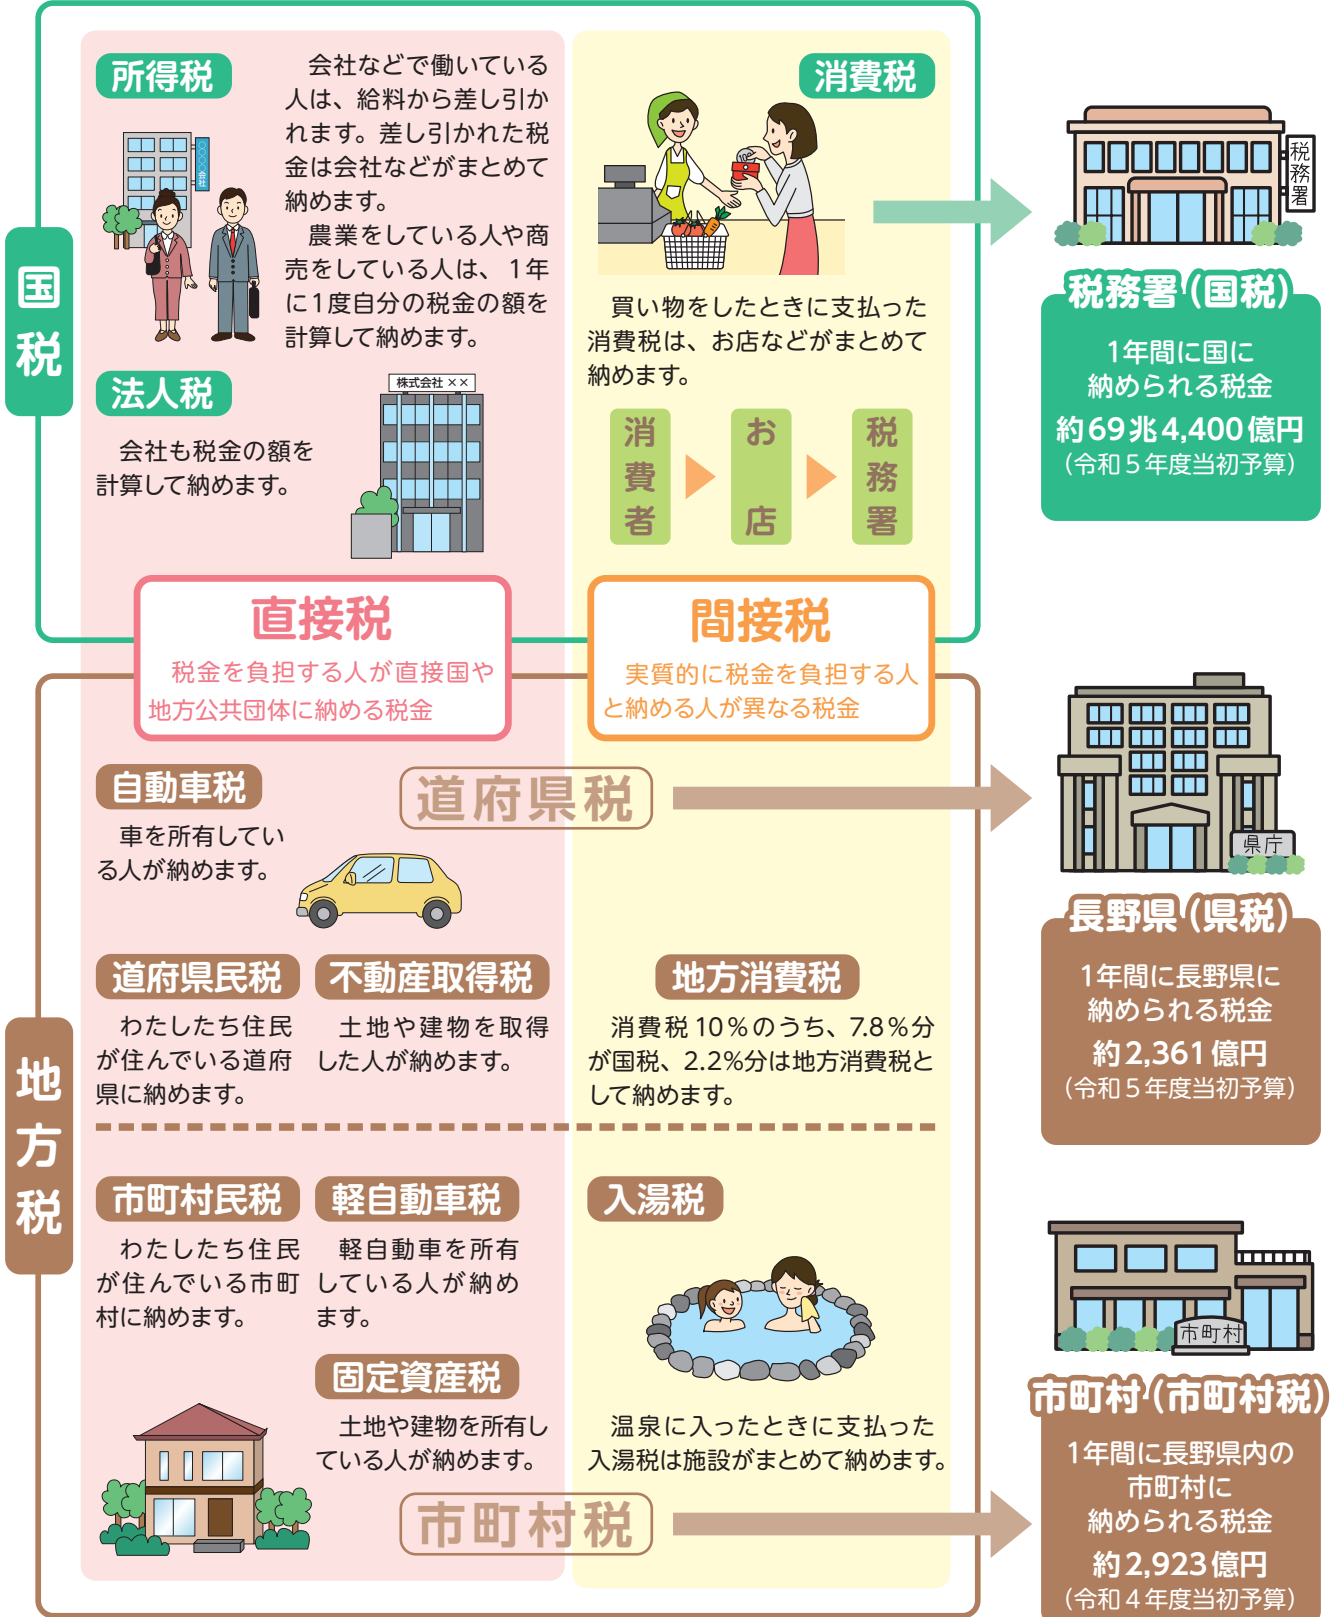 国税
所得税
会社などで働いている
人は、給料から差し引か
れます。差し引かれた税
金は会社などがまとめて
納めます。
農業をしている人や商
売をしている人は、1年
に1度自分の税金の額を
計算して納めます。
〇〇〇〇会社
法人税
会社も税金の額を
計算して納めます。
株式会社 ××
消費税
買い物をしたときに支払った
消費税は、お店などがまとめて
納めます。
消費者
お店
税務署
税務署
税務署(国税)
1年間に国に
納められる税金
約69兆4,400億円
(令和5年度当初予算)
直接税
税金を負担する人が直接国や
地方公共団体に納める税金
間接税
実質的に税金を負担する人
と納める人が異なる税金
地方税
自動車税
車を所有してい
る人が納めます。
道府県税
道府県民税
わたしたち住民
が住んでいる道府
県に納めます。
不動産取得税
土地や建物を取得
した人が納めます。
地方消費税
消費税10%のうち、7.8%分
が国税、2.2%分は地方消費税と
して納めます。
県庁
長野県(県税)
1年間に長野県に
納められる税金
約2,361億円
(令和5年度当初予算)
市町村民税
わたしたち住民
が住んでいる市町
村に納めます。
軽自動車税
軽自動車を所有
している人が納め
ます。
固定資産税
土地や建物を所有し
ている人が納めます。
入湯税
温泉に入ったときに支払った
入湯税は施設がまとめて納めます。
市町村税
市町村
市町村(市町村税)
1年間に長野県内の
市町村に
納められる税金
約2,923億円
(令和4年度当初予算)